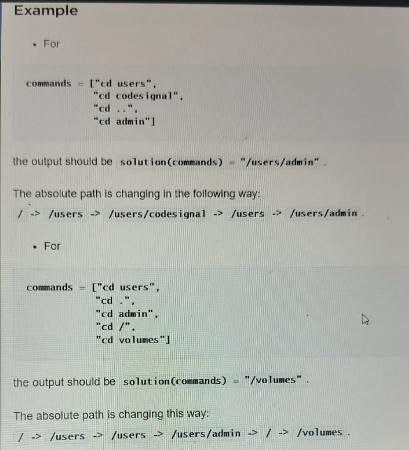 Example
• For
commands = ["cd users",
"cd codesignal",
"cd ..",
"cd admin"]
the output should be solution(commands) = "/users/admin" .
The absolute path is changing in the following way:
/ -> /users -> /users/codesignal -> /users -> /users/admin .
• For
commands = ["cd users",
"cd .",
"cd admin",
"cd /",
"cd volumes"]
the output should be solution(commands) = "/volumes" .
The absolute path is changing this way:
/ -> /users -> /users -> /users/admin -> / -> /volumes .